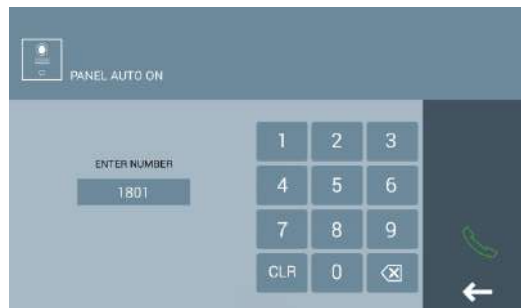 PANEL AUTO ON
ENTER NUMBER
1801
1 2 3
4 5 6
7 8 9
CLR 0